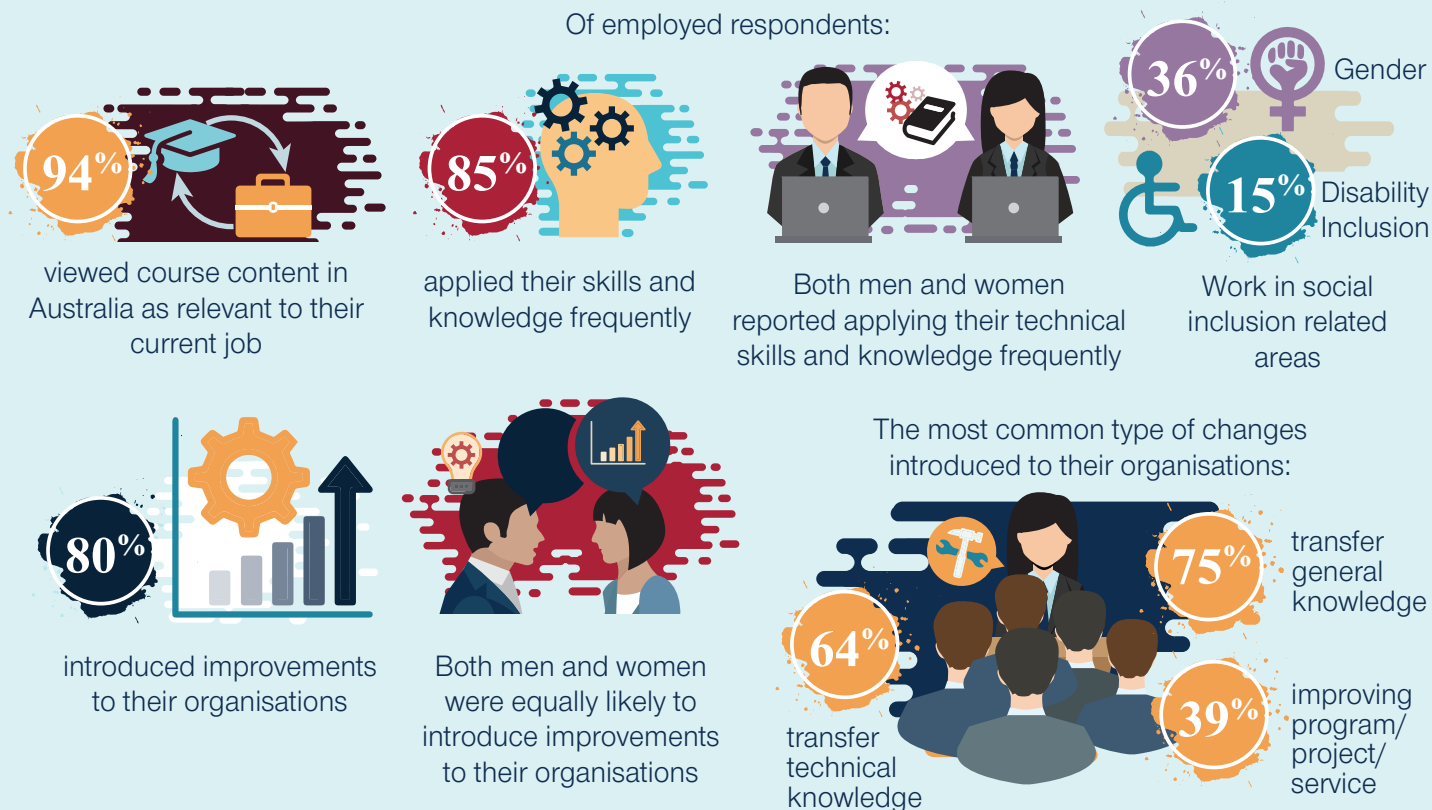 Of employed respondents:
94%
viewed course content in
Australia as relevant to their
current job
85%
applied their skills and
knowledge frequently
Both men and women
reported applying their technical
skills and knowledge frequently
36%
Gender
15%
Disability
Inclusion
Work in social
inclusion related
areas
80%
introduced improvements
to their organisations
Both men and women
were equally likely to
introduce improvements
to their organisations
The most common type of changes
introduced to their organisations:
75%
transfer
general
knowledge
64%
transfer
technical
knowledge
39%
improving
program/
project/
service